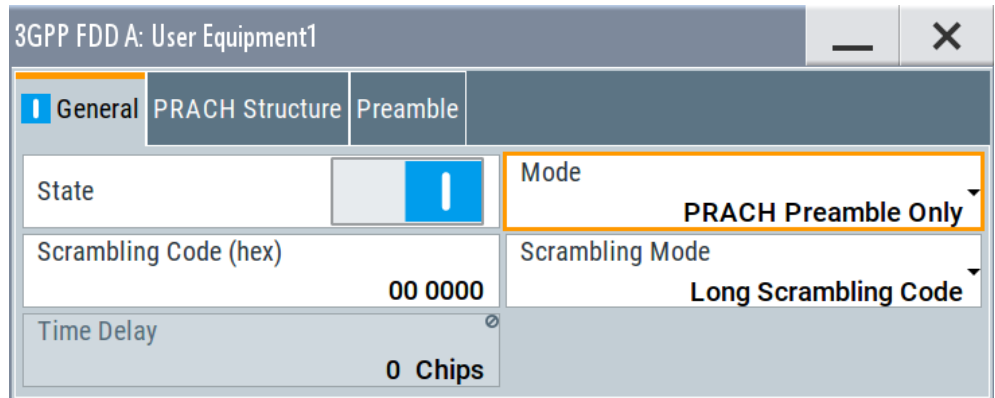 3GPP FDD A: User Equipment1
General PRACH Structure Preamble
State
Mode
PRACH Preamble Only
Scrambling Code (hex)
00 0000
Scrambling Mode
Long Scrambling Code
Time Delay
0 Chips